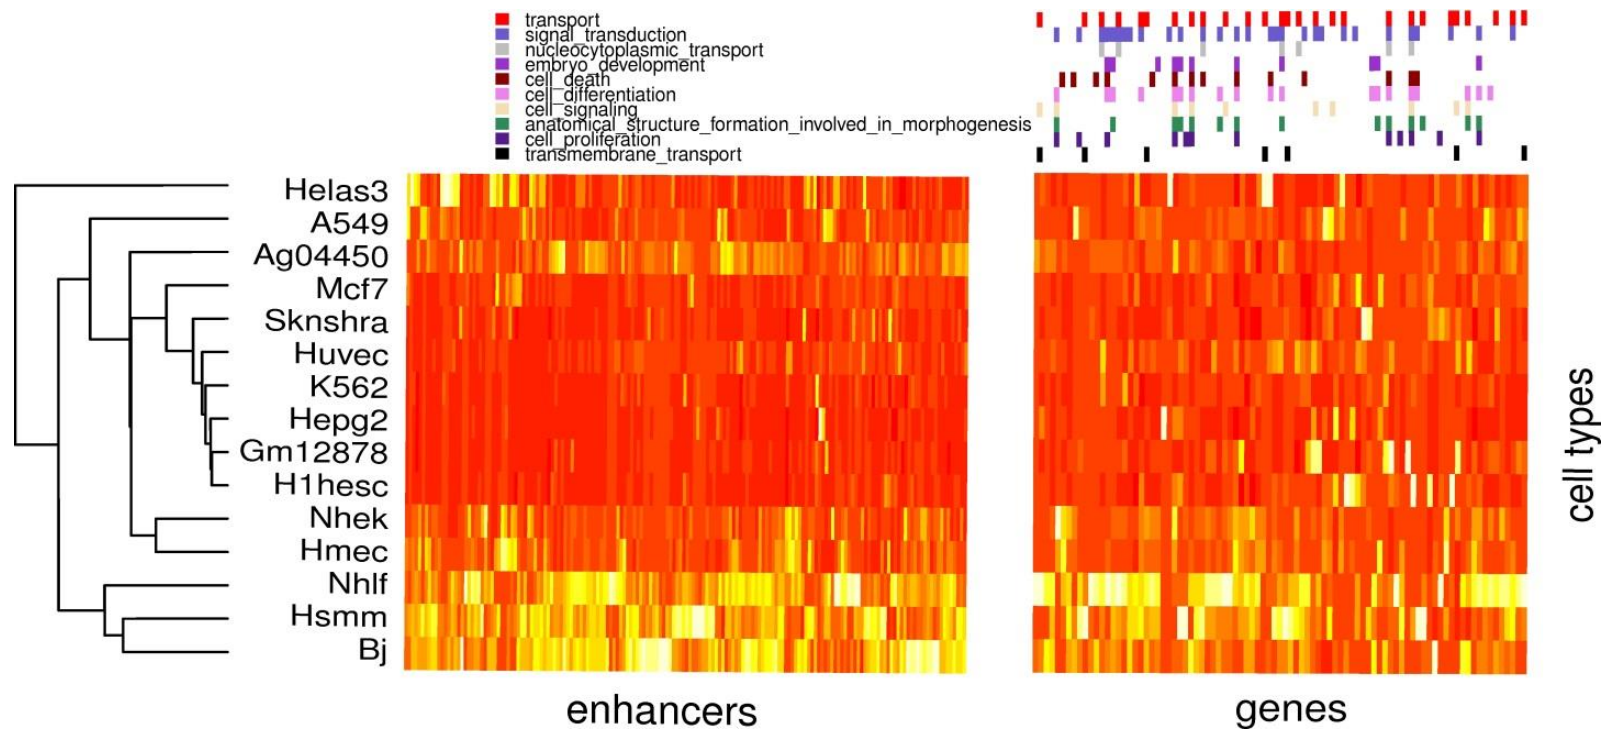 transport
signal_transduction
nucleocytoplasmic_transport
embryo_development
cell_death
cell_differentiation
cell_signaling
anatomical_structure_formation_involved_in_morphogenesis
cell_proliferation
transmembrane_transport
Helas3
A549
Ag04450
Mcf7
Sknshra
Huvec
K562
Hepg2
Gm12878
H1hesc
Nhek
Hmec
Nhlf
Hsmm
Bj
cell types
enhancers
genes